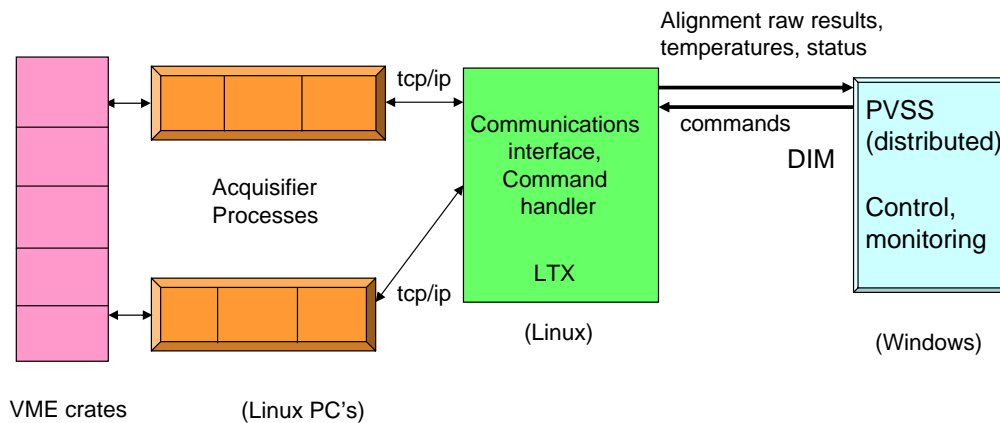 Alignment raw results,
temperatures, status
tcp/ip
Communications
interface,
Command
handler
LTX
commands
DIM
PVSS
(distributed)
Control,
monitoring
Acquisifier
Processes
tcp/ip
(Linux)
(Windows)
VME crates
(Linux PC's)